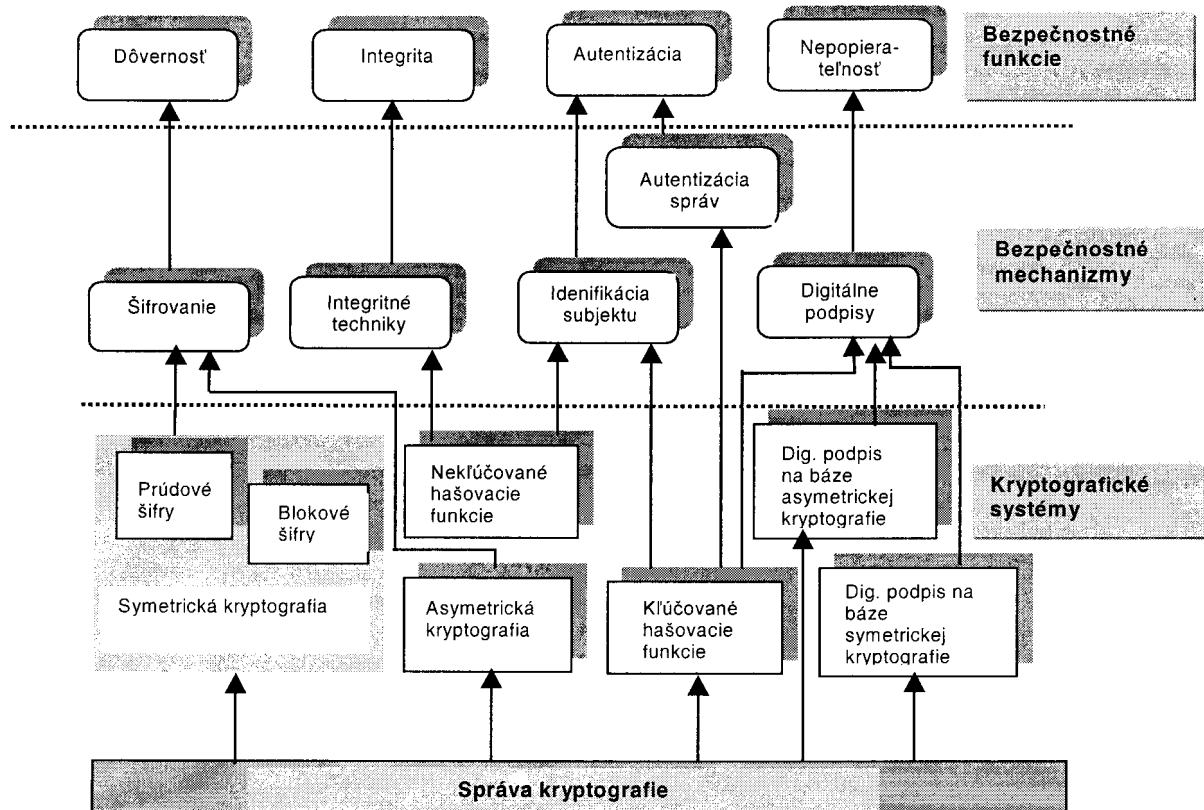 Dôvernosť
Integrita
Autentizácia
Nepopiera-
teľnosť
Bezpečnostné
funkcie
Autentizácia
správ
Bezpečnostné
mechanizmy
Šifrovanie
Integritné
techniky
Idenifikácia
subjektu
Digitálne
podpisy
Prúdové
šifry
Blokové
šifry
Symetrická kryptografia
Nekľúčované
hašovacie
funkcie
Asymetrická
kryptografia
Kľúčované
hašovacie
funkcie
Dig. podpis
na báze
asymetrickej
kryptografie
Dig. podpis na
báze
symetrickej
kryptografie
Kryptografické
systémy
Správa kryptografie